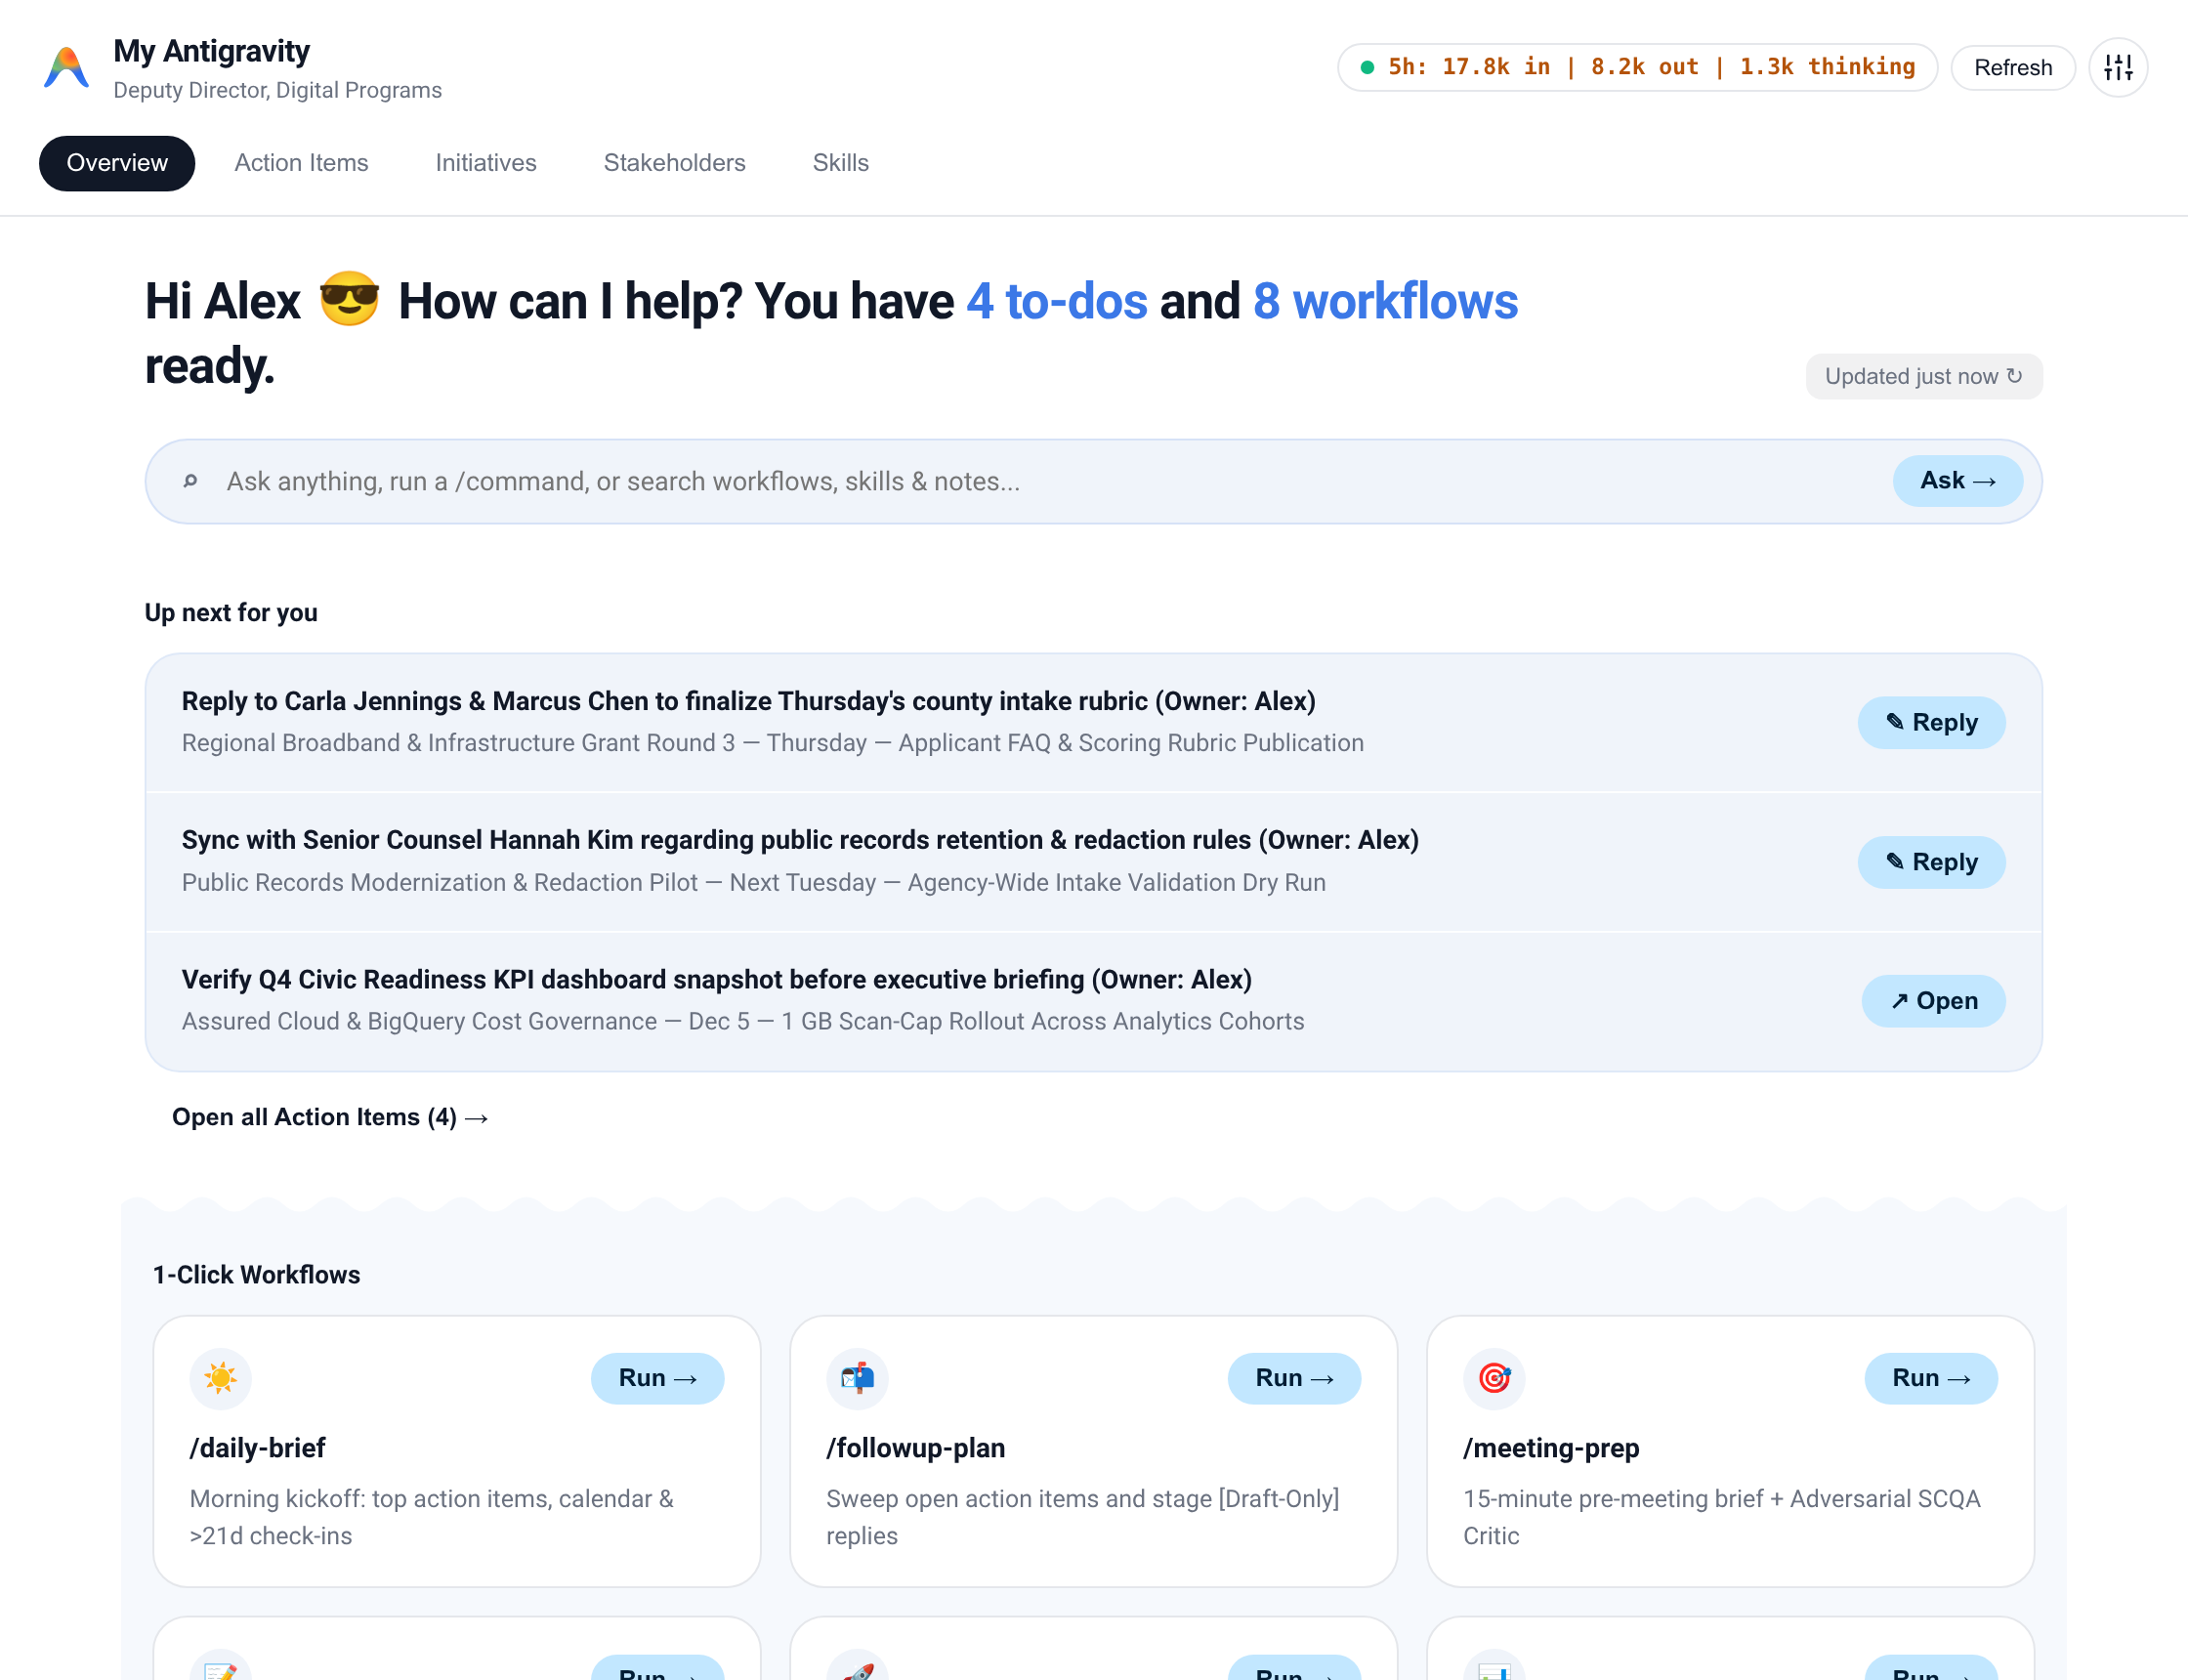 My Antigravity
Deputy Director, Digital Programs
5h: 17.8k in | 8.2k out | 1.3k thinking
Refresh
Overview
Action Items
Initiatives
Stakeholders
Skills
Hi Alex 😎 How can I help? You have 4 to-dos and 8 workflows
ready.
Updated just now ↻
Ask anything, run a /command, or search workflows, skills & notes...
Ask →
Up next for you
Reply to Carla Jennings & Marcus Chen to finalize Thursday's county intake rubric (Owner: Alex)
Regional Broadband & Infrastructure Grant Round 3 — Thursday — Applicant FAQ & Scoring Rubric Publication
✎ Reply
Sync with Senior Counsel Hannah Kim regarding public records retention & redaction rules (Owner: Alex)
Public Records Modernization & Redaction Pilot — Next Tuesday — Agency-Wide Intake Validation Dry Run
✎ Reply
Verify Q4 Civic Readiness KPI dashboard snapshot before executive briefing (Owner: Alex)
Assured Cloud & BigQuery Cost Governance — Dec 5 — 1 GB Scan-Cap Rollout Across Analytics Cohorts
↗ Open
Open all Action Items (4) →
1-Click Workflows
Run →
/daily-brief
Morning kickoff: top action items, calendar &
>21d check-ins
Run →
/followup-plan
Sweep open action items and stage [Draft-Only]
replies
Run →
/meeting-prep
15-minute pre-meeting brief + Adversarial SCQA
Critic
Run →
Run →
Run →